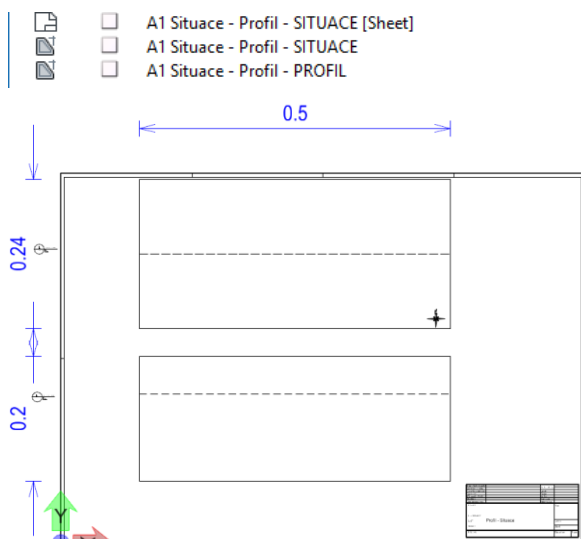 A1 Situace - Profil - SITUACE [Sheet]
A1 Situace - Profil - SITUACE
A1 Situace - Profil - PROFIL
0.5
0.24
0.2
Y
Profil - Situace